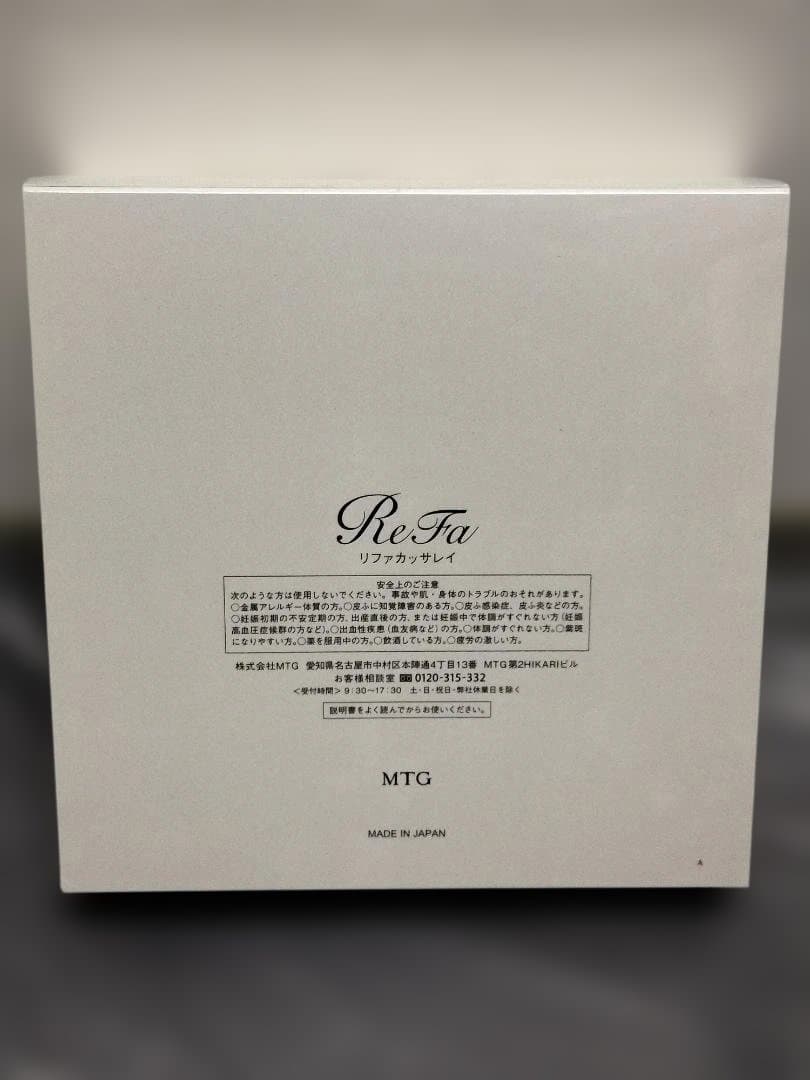 ReFa
リファカッサレイ
安全上のご注意
次のような方は使用しないでください。事故や肌・身体のトラブルのおそれがあります。
○金属アレルギー体質の方。○皮ふに知覚障害のある方。○皮ふ感染症、皮ふ炎などの方。
○妊娠初期の不安定期の方、出産直後の方、または妊娠中で体調がすぐれない方（妊娠
高血圧症候群の方など）。○出血性疾患（血友病など）の方。○体調がすぐれない方。○紫斑
になりやすい方。○薬を服用中の方。○飲酒している方。○疲労の激しい方。
株式会社MTG 愛知県名古屋市中村区本陣通4丁目13番 MTG第2HIKARIビル
お客様相談室 0120-315-332
＜受付時間＞9：30～17：30 土・日・祝日・弊社休業日を除く
説明書をよく読んでからお使いください。
MTG
MADE IN JAPAN
A